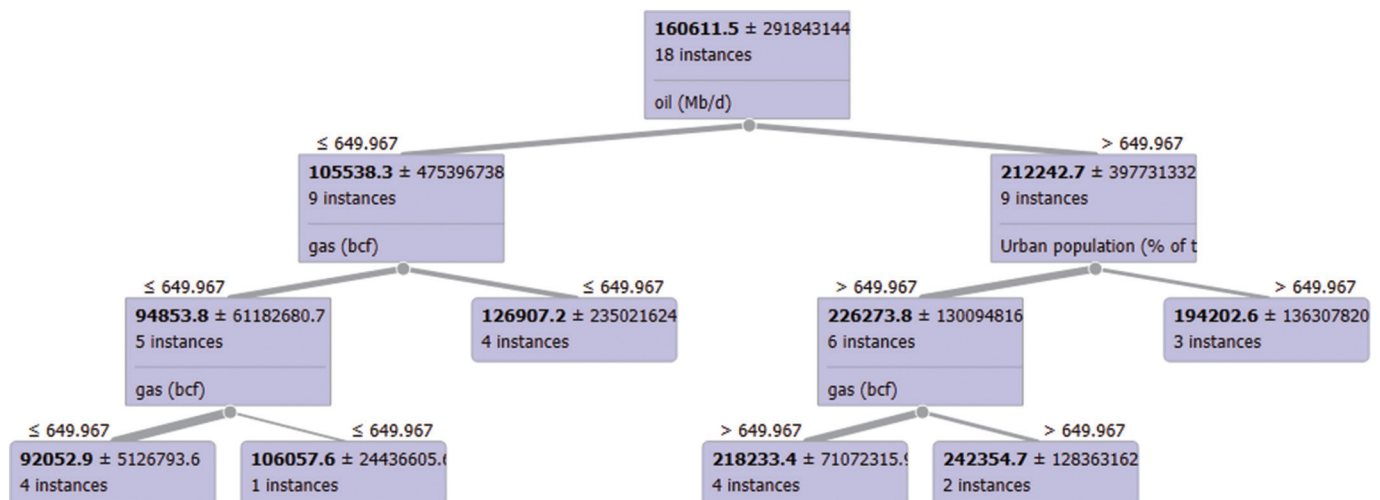 160611.5 ± 291843144
18 instances
oil (Mb/d)
≤ 649.967
> 649.967
105538.3 ± 475396738
9 instances
gas (bcf)
212242.7 ± 397731332
9 instances
Urban population (% of t
≤ 649.967
≤ 649.967
> 649.967
> 649.967
94853.8 ± 61182680.7
5 instances
gas (bcf)
126907.2 ± 235021624
4 instances
226273.8 ± 130094816
6 instances
gas (bcf)
194202.6 ± 136307820
3 instances
≤ 649.967
≤ 649.967
> 649.967
> 649.967
92052.9 ± 5126793.6
4 instances
106057.6 ± 24436605.6
1 instances
218233.4 ± 71072315.9
4 instances
242354.7 ± 128363162
2 instances